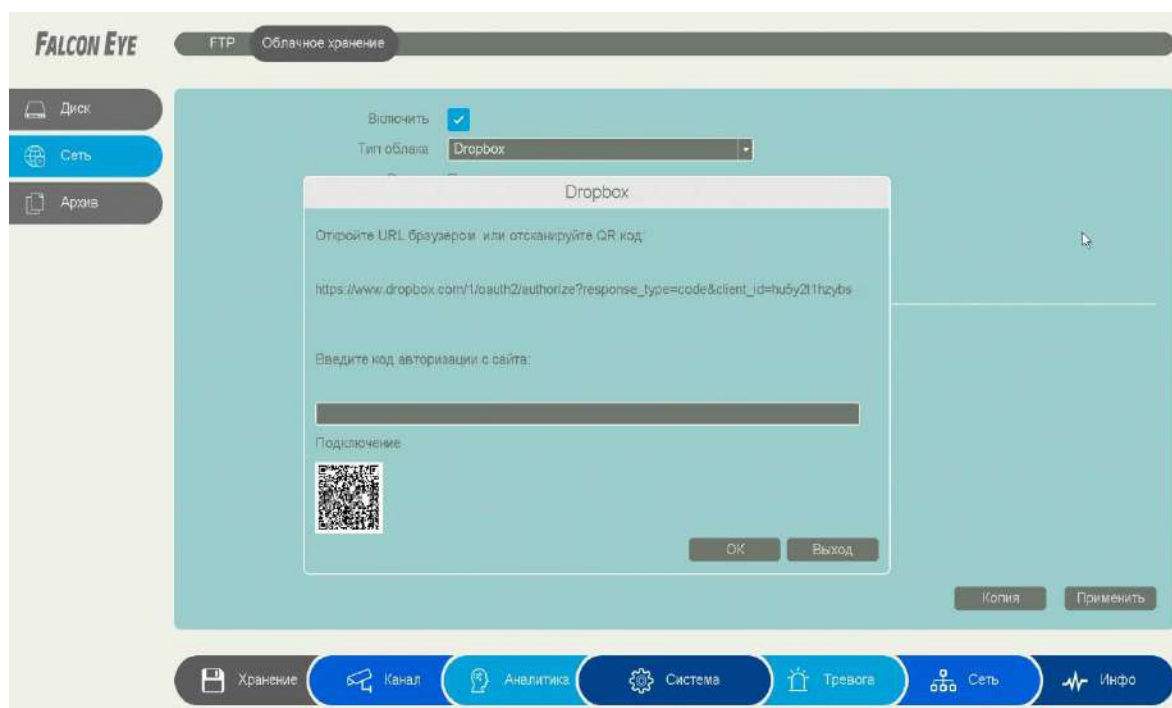 FALCON EYE
FTP
Облачное хранение
Диск
Сеть
Архив
Включить
Тип облака
Dropbox
Dropbox
Откройте URL браузером или отсканируйте QR код:
https://www.dropbox.com/1/oauth2/authorize?response_type=code&client_id=
Введите код авторизации с сайта:
Подключение
OK
Выход
Копия
Применить
Хранение
Канал
Аналитика
Система
Тревога
Сеть
Инфо